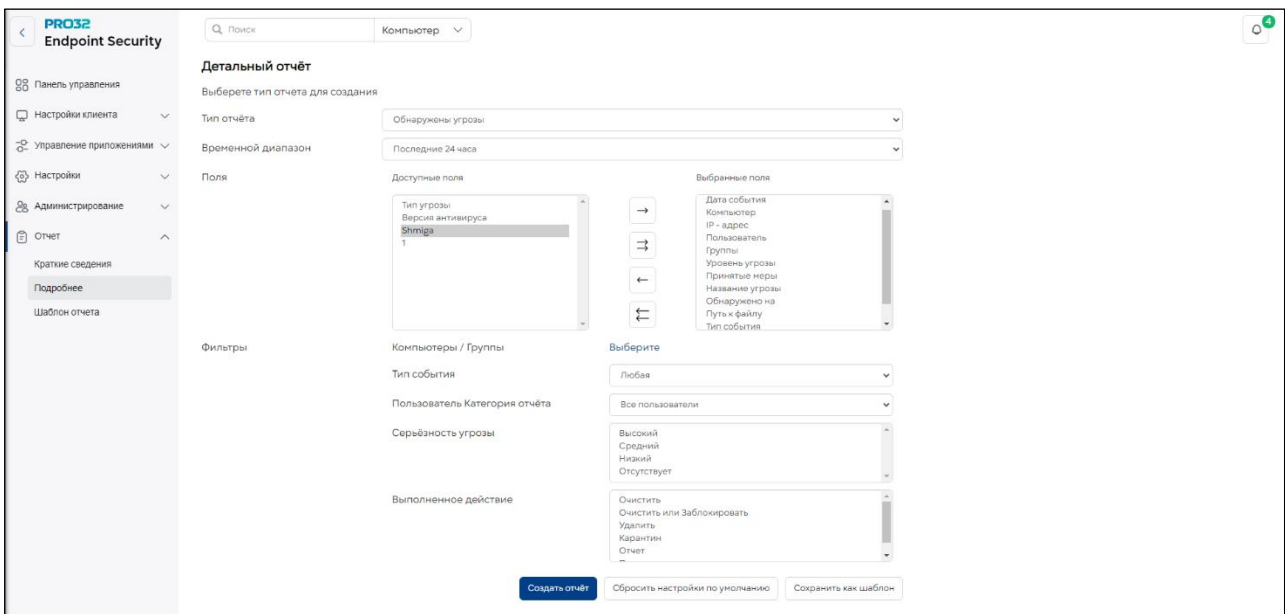 PRO32
Endpoint Security
Поиск
Компьютер
4
Панель управления
Настройки клиента
Управление приложениями
Настройки
Администрирование
Отчет
Краткие сведения
Подробнее
Шаблон отчета
Детальный отчёт
Выберете тип отчета для создания
Тип отчёта
Обнаружены угрозы
Временной диапазон
Последние 24 часа
Поля
Доступные поля
Выбранные поля
Тип угрозы
Версия антивируса
Shmiga
1
Дата события
Компьютер
IP - адрес
Пользователь
Группы
Уровень угрозы
Принятые меры
Название угрозы
Обнаружено на
Путь к файлу
Тип события
Фильтры
Компьютеры / Группы
Выберите
Тип события
Любая
Пользователь Категория отчёта
Все пользователи
Серьёзность угрозы
Высокий
Средний
Низкий
Отсутствует
Выполненное действие
Очистить
Очистить или Заблокировать
Удалить
Карантин
Отчет
Создать отчёт
Сбросить настройки по умолчанию
Сохранить как шаблон